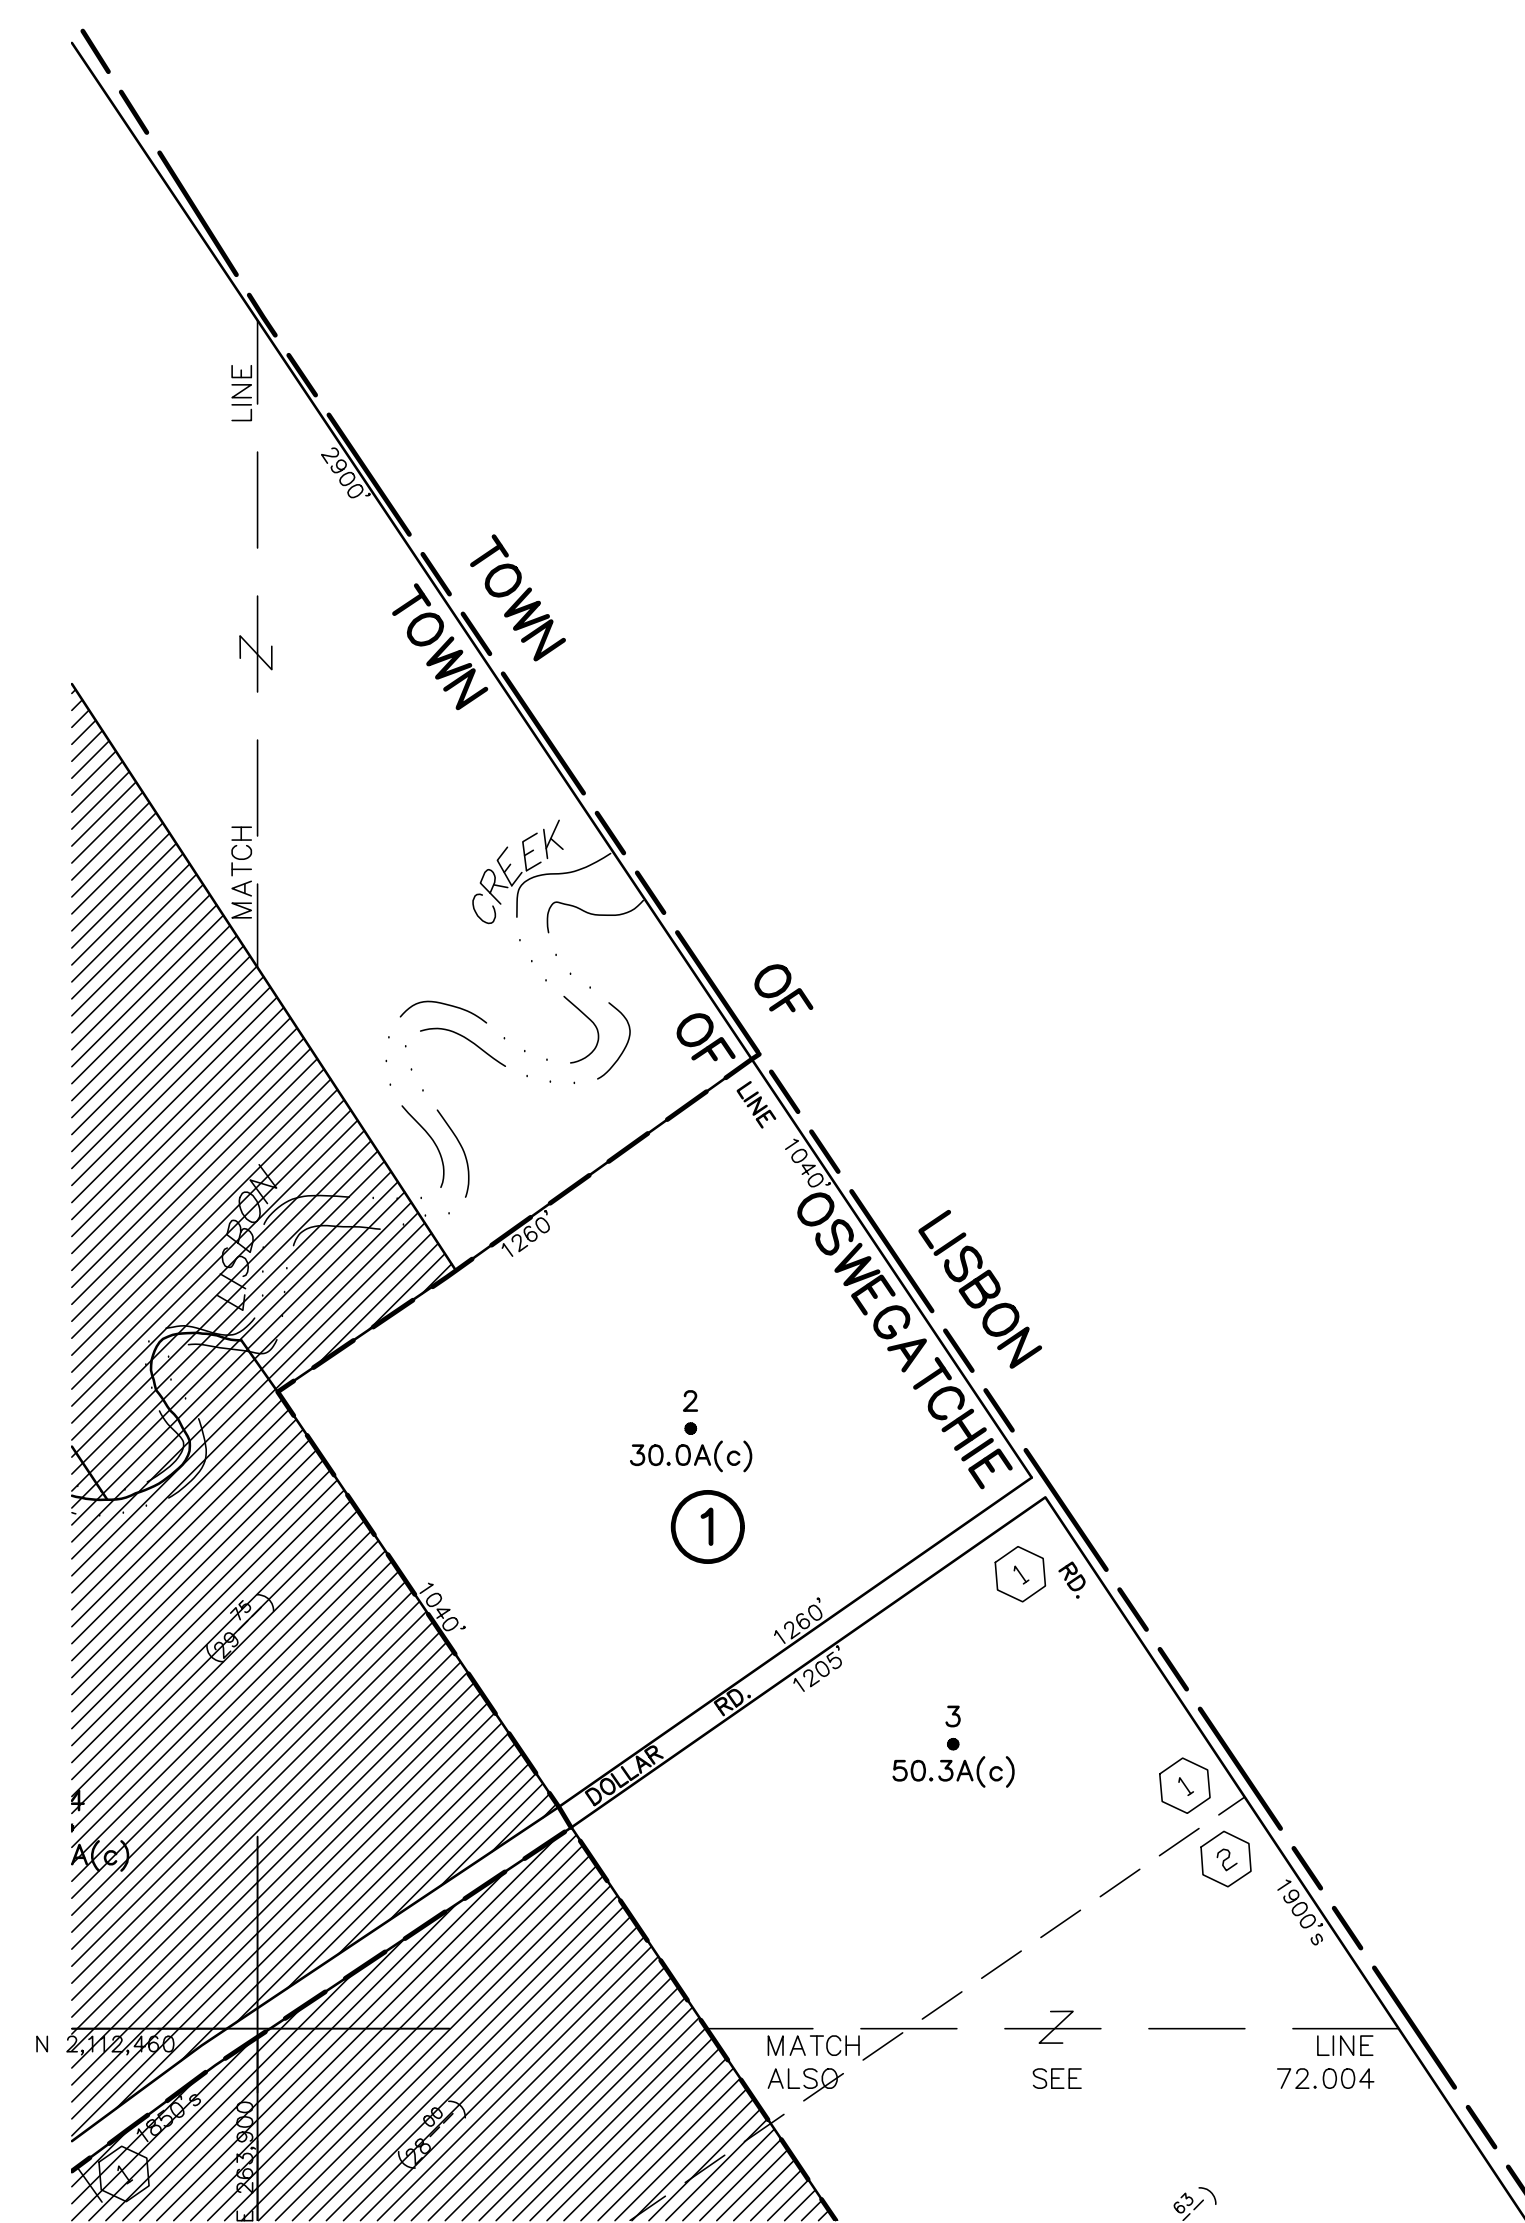 LINE
2900'
TOWN
TOWN
MATCH
CREEK
OF
OF
LINE
1040'
LISBON
1260'
OSWEGATCHIE
LISBON
2
30.0A(c)
1
1040'
1
RD.
(29 75)
1260'
1205'
DOLLAR RD.
3
50.3A(c)
1
4
A(c)
2
1900's
N 2,112,460
MATCH LINE
ALSO SEE 72.004
1850's
1
E 263,900
(28 00)
63